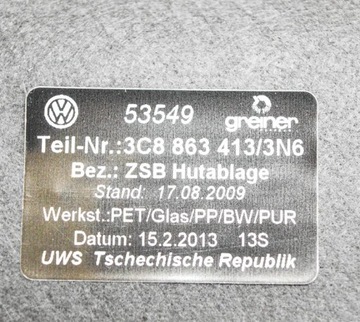 53549 greiner
Teil-Nr.:3C8 863 413/3N6
Bez.: ZSB Hutablage
Stand: 17.08.2009
Werkst.:PET/Glas/PP/BW/PUR
Datum: 15.2.2013 13S
UWS Tschechische Republik